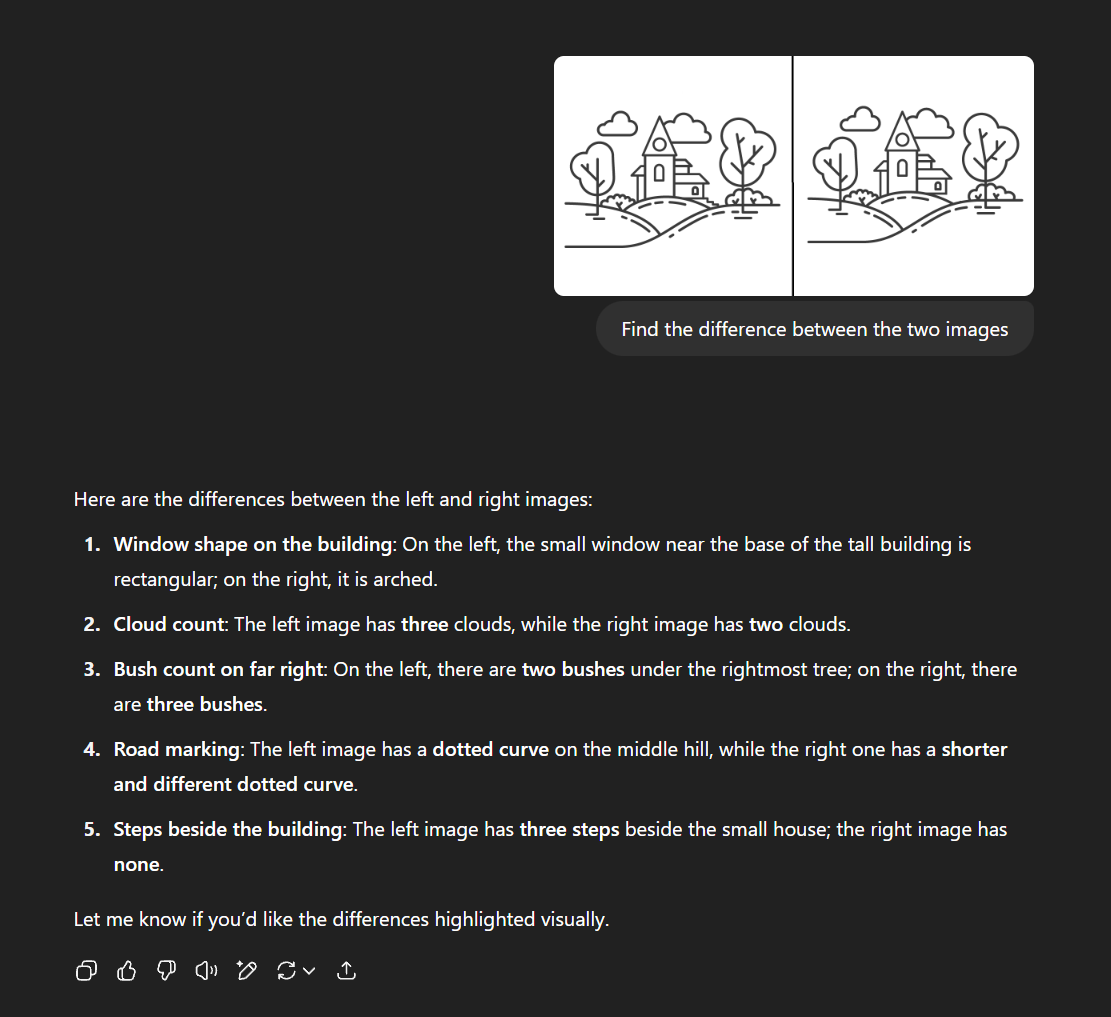 Find the difference between the two images
Here are the differences between the left and right images:
1. Window shape on the building: On the left, the small window near the base of the tall building is
rectangular; on the right, it is arched.
2. Cloud count: The left image has three clouds, while the right image has two clouds.
3. Bush count on far right: On the left, there are two bushes under the rightmost tree; on the right, there
are three bushes.
4. Road marking: The left image has a dotted curve on the middle hill, while the right one has a shorter
and different dotted curve.
5. Steps beside the building: The left image has three steps beside the small house; the right image has
none.
Let me know if you’d like the differences highlighted visually.